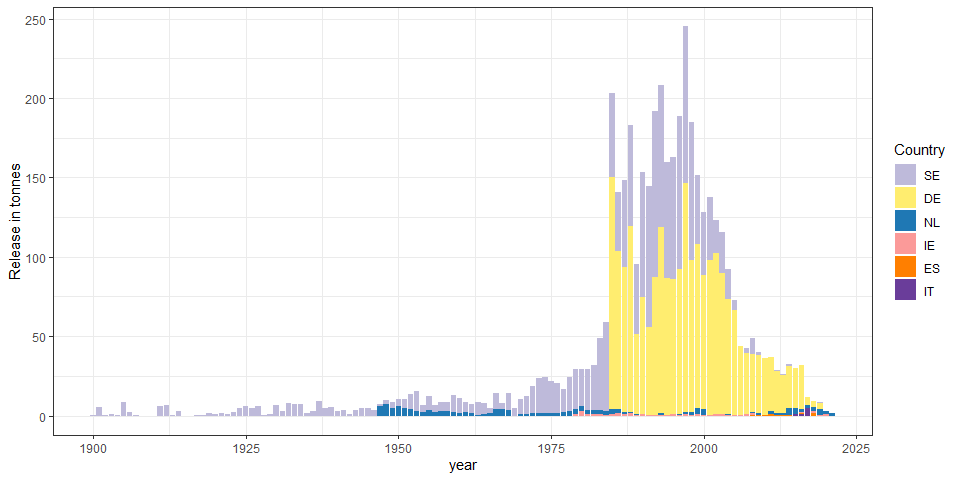 250
200
150
100
50
0
Release in tonnes
1900
1925
1950
1975
2000
2025
year
Country
SE
DE
NL
IE
ES
IT